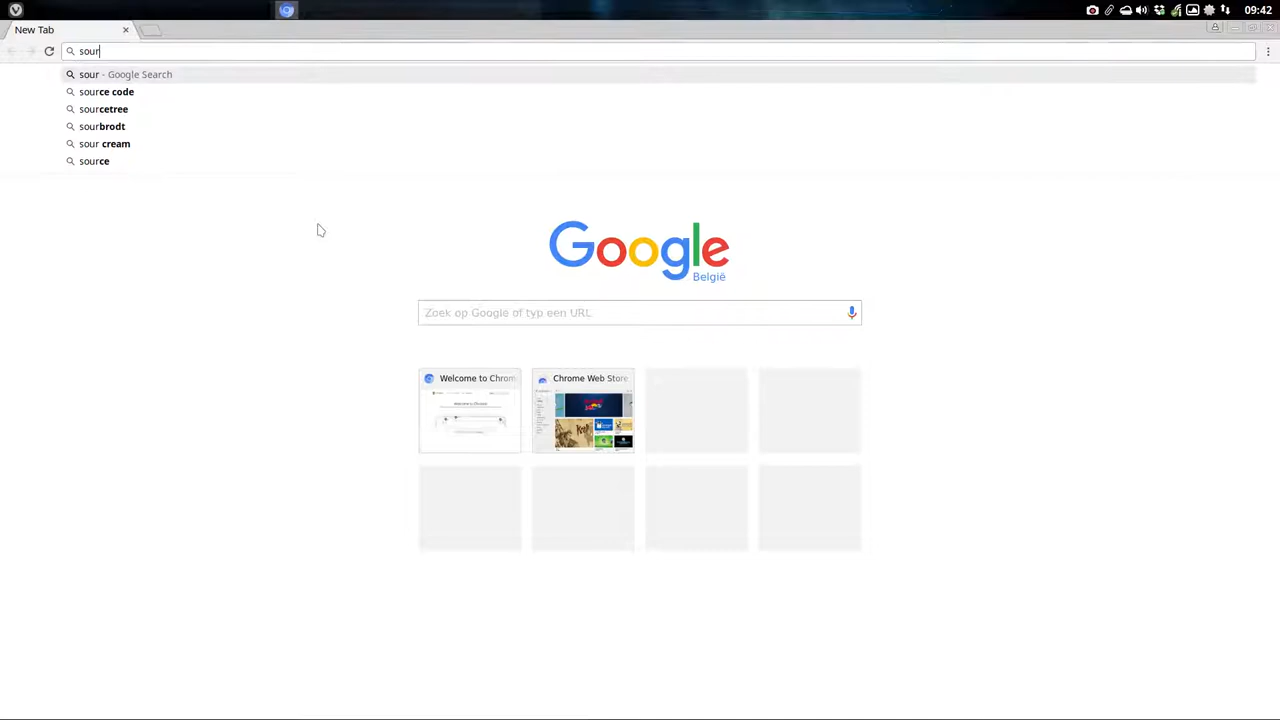 09:42
New Tab
sour
sour - Google Search
source code
sourcetree
sourbrodt
sour cream
source
Google
België
Zoek op Google of typ een URL
Welcome to Chrom
Chrome Web Store